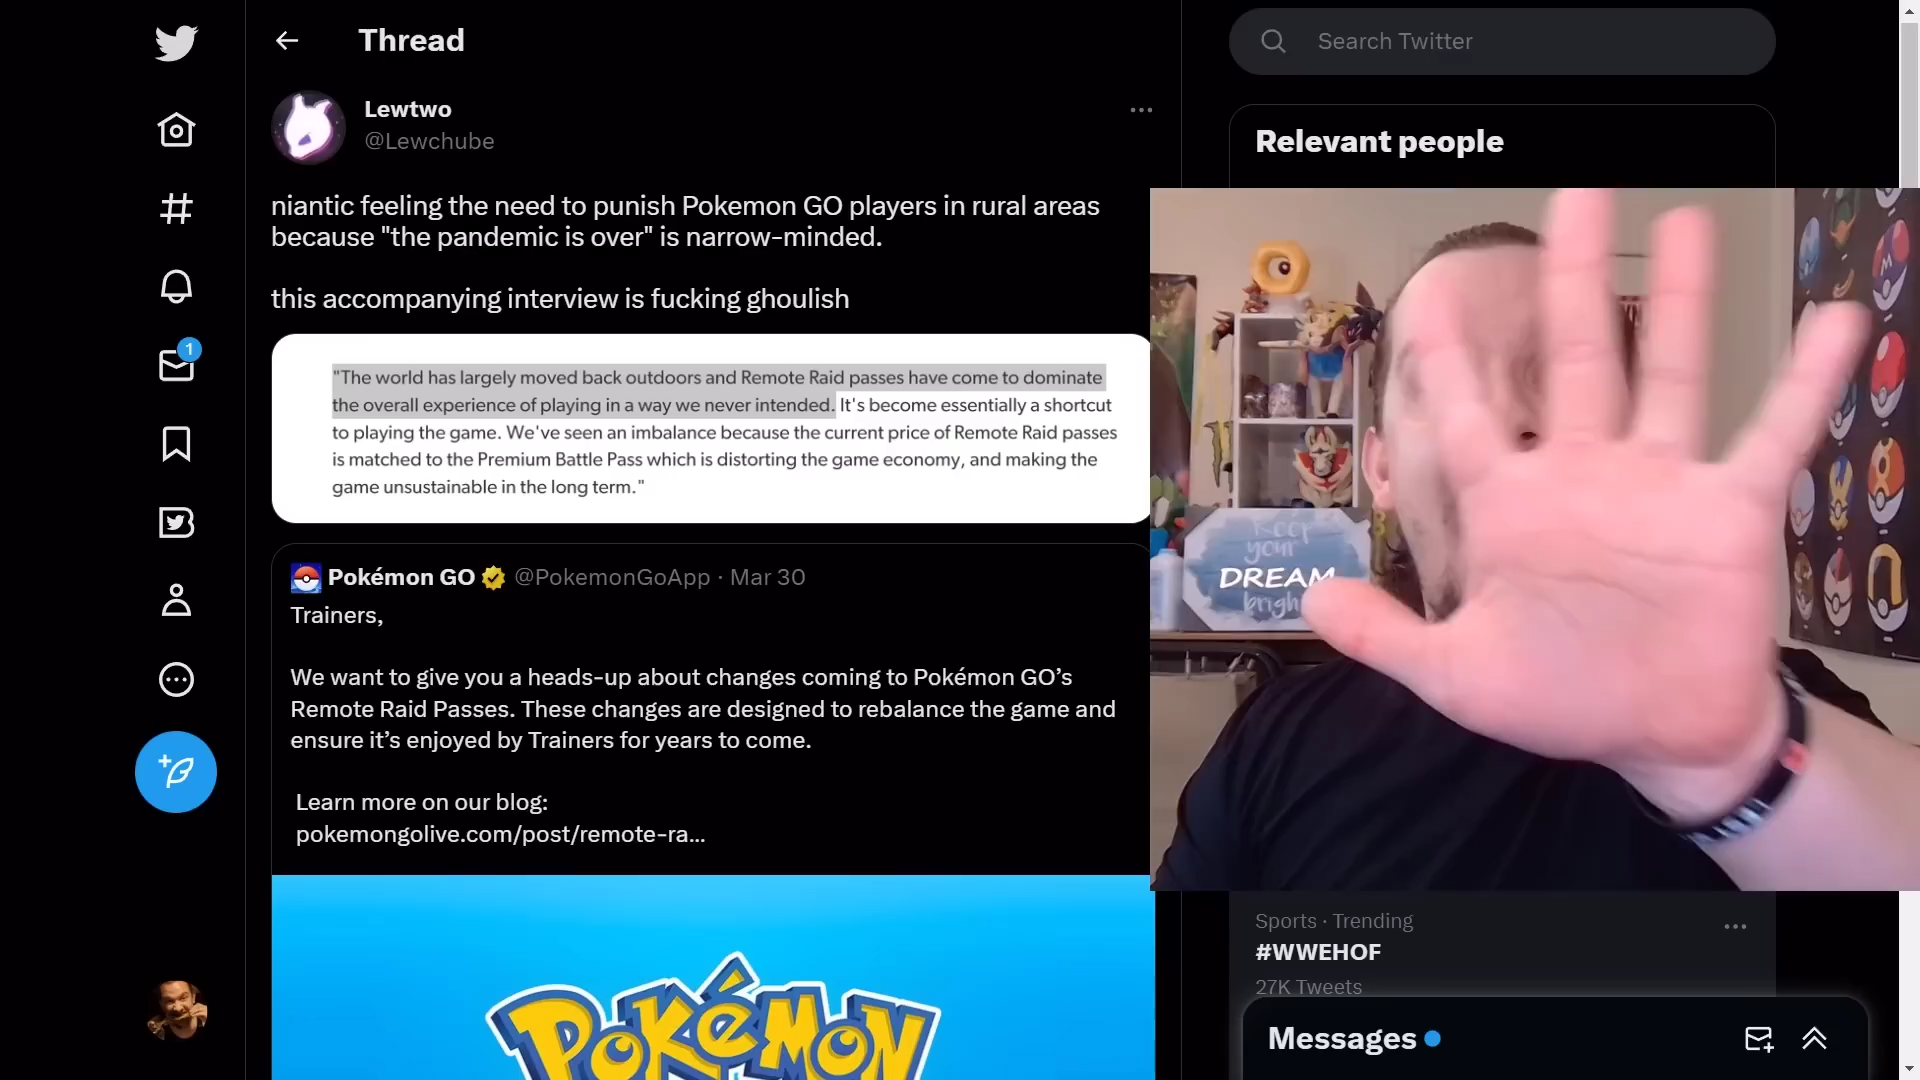 Thread
Search Twitter
Lewtwo
@Lewchube
Relevant people
niantic feeling the need to punish Pokemon GO players in rural areas
because "the pandemic is over" is narrow-minded.
this accompanying interview is fucking ghoulish
1
"The world has largely moved back outdoors and Remote Raid passes have come to dominate
the overall experience of playing in a way we never intended. It's become essentially a shortcut
to playing the game. We've seen an imbalance because the current price of Remote Raid passes
is matched to the Premium Battle Pass which is distorting the game economy, and making the
game unsustainable in the long term."
Keep
your
DREAM
brigh
Pokémon GO @PokemonGoApp · Mar 30
Trainers,
We want to give you a heads-up about changes coming to Pokémon GO’s
Remote Raid Passes. These changes are designed to rebalance the game and
ensure it’s enjoyed by Trainers for years to come.
Learn more on our blog:
pokemongolive.com/post/remote-ra...
POKéMON
Sports · Trending
#WWEHOF
27K Tweets
Messages